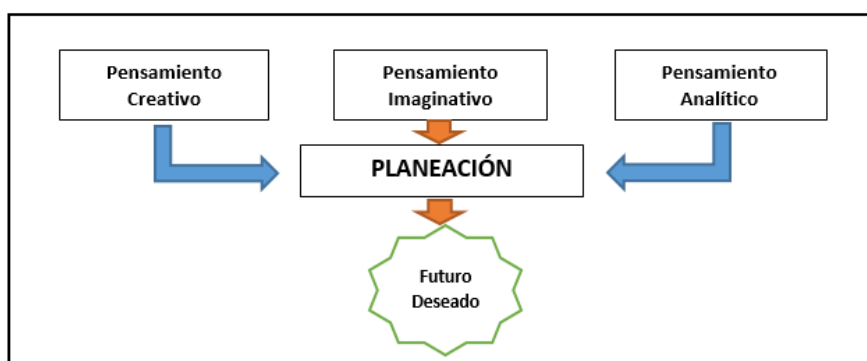 Pensamiento
Creativo
Pensamiento
Imaginativo
Pensamiento
Analítico
PLANEACIÓN
Futuro
Deseado